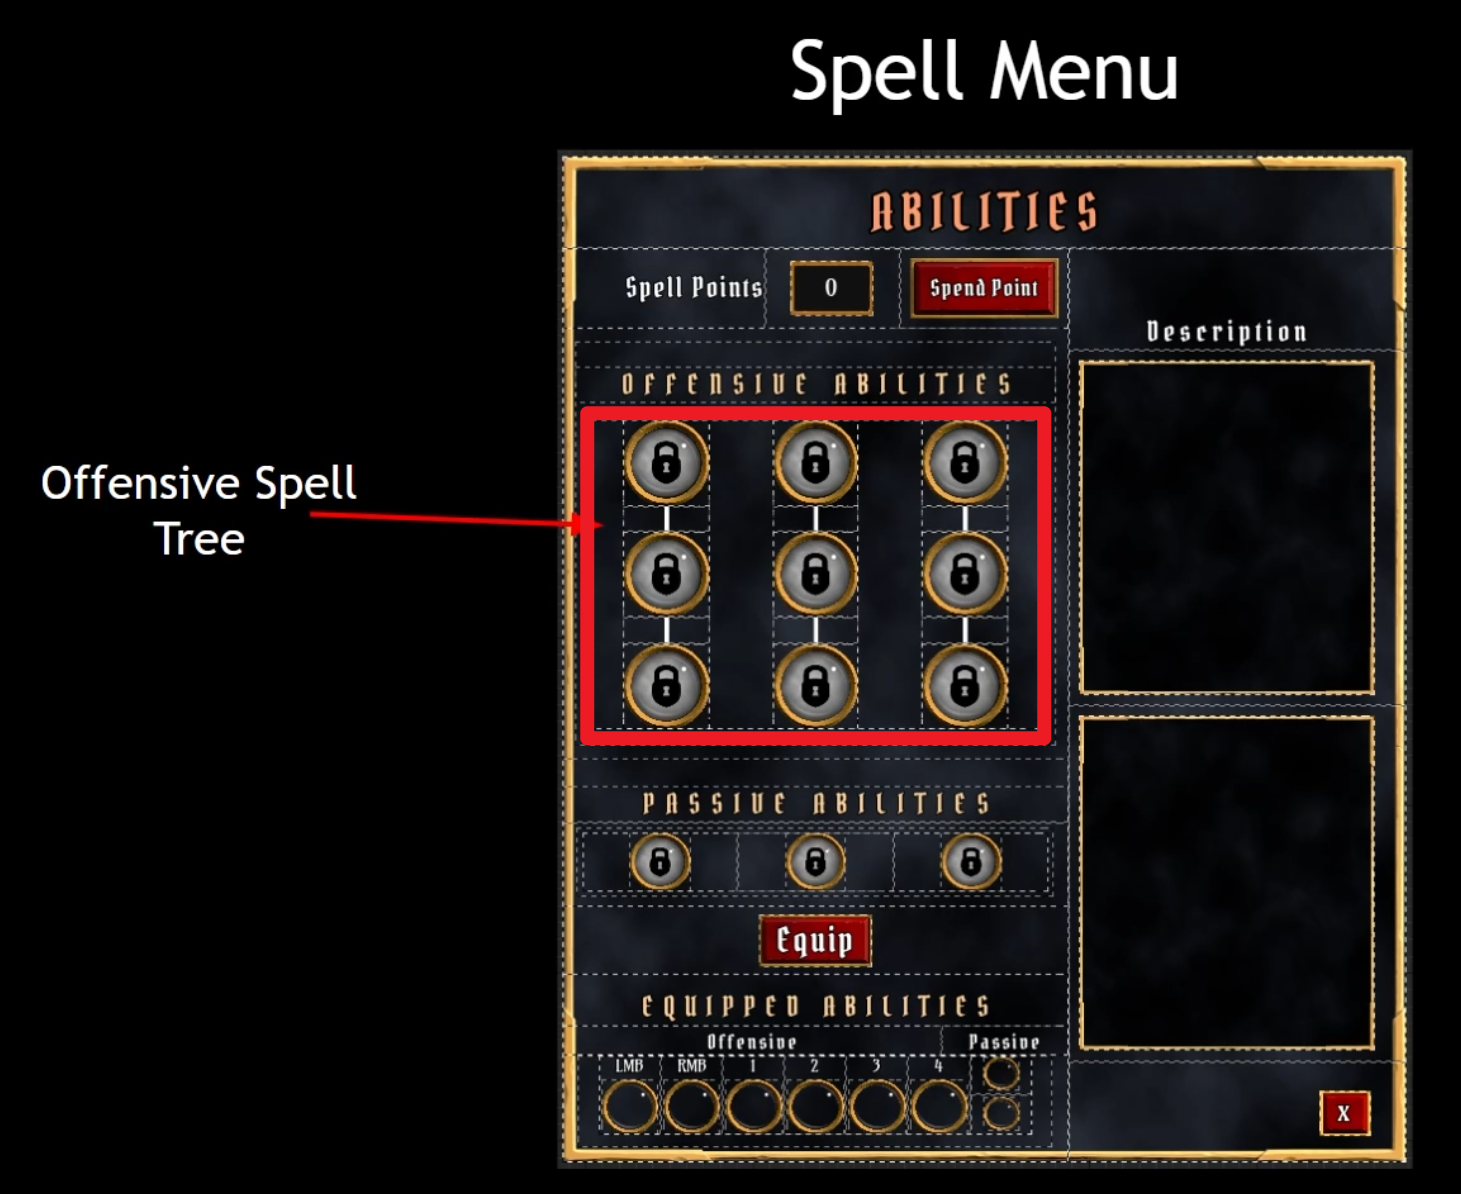 Spell Menu
ABILITIES
Spell Points 0 Spend Point
Description
OFFENSIVE ABILITIES
Offensive Spell
Tree
PASSIVE ABILITIES
Equip
EQUIPPED ABILITIES
Offensive Passive
LMB RMB 1 2 3 4
X